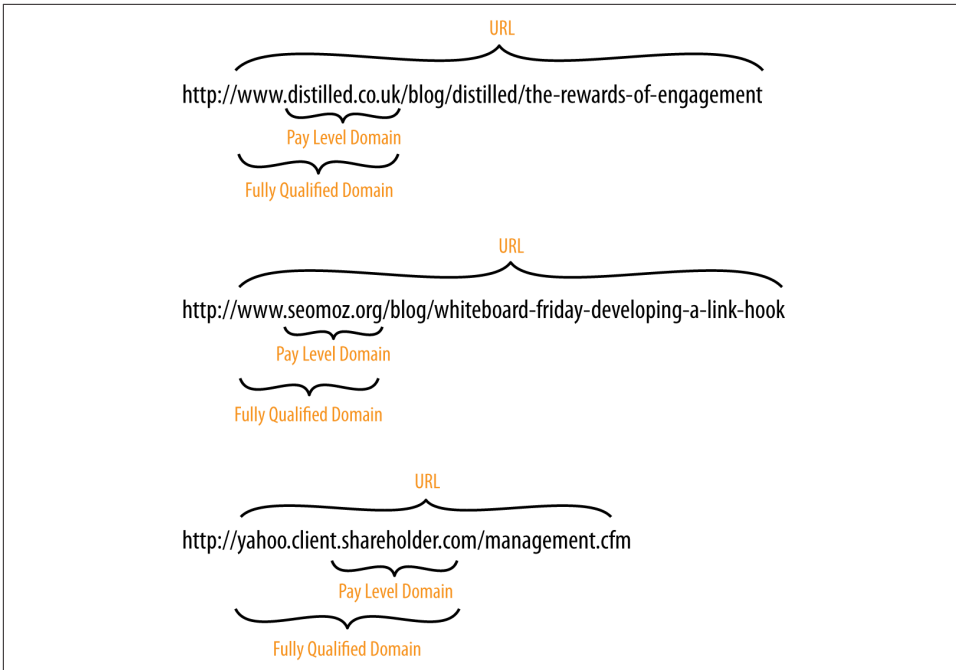 URL
http://www.distilled.co.uk/blog/distilled/the-rewards-of-engagement
Pay Level Domain
Fully Qualified Domain
URL
http://www.seomoz.org/blog/whiteboard-friday-developing-a-link-hook
Pay Level Domain
Fully Qualified Domain
URL
http://yahoo.client.shareholder.com/management.cfm
Pay Level Domain
Fully Qualified Domain